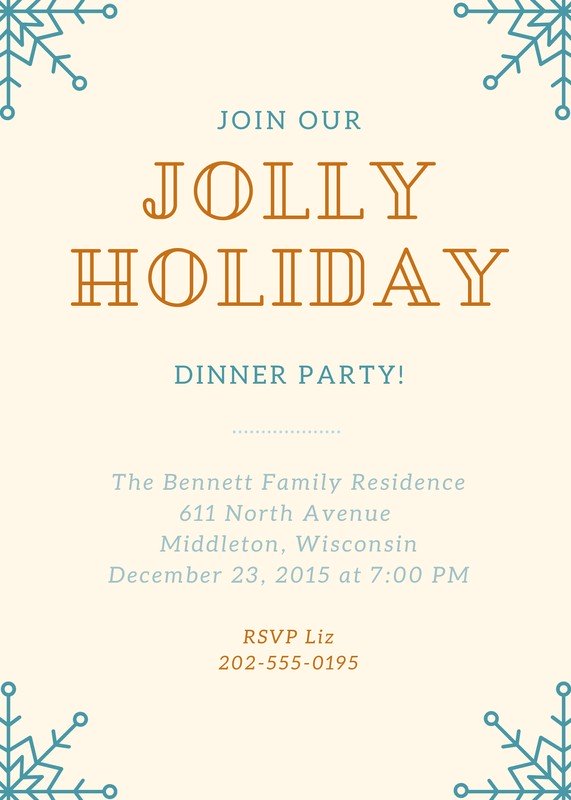 JOIN OUR
JOLLY
HOLIDAY
DINNER PARTY!
The Bennett Family Residence
611 North Avenue
Middleton, Wisconsin
December 23, 2015 at 7:00 PM
RSVP Liz
202-555-0195